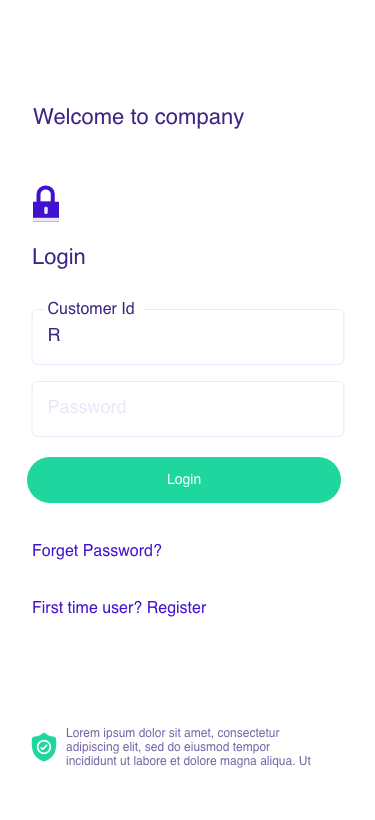 Welcome to company
Login
Customer Id
R
Password
Login
Forget Password?
First time user? Register
Lorem ipsum dolor sit amet, consectetur
adipiscing elit, sed do eiusmod tempor
incididunt ut labore et dolore magna aliqua. Ut